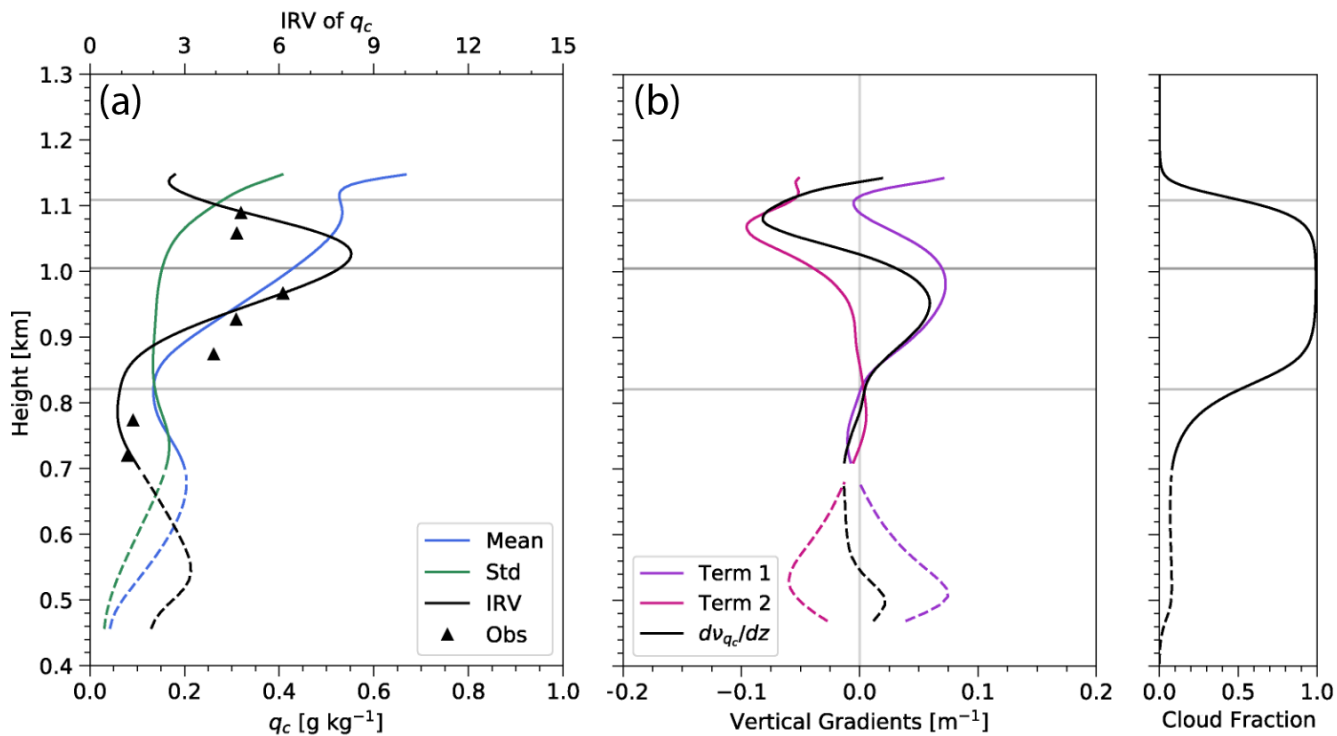 IRV of q_c
0 3 6 9 12 15
(a)
1.3
1.2
1.1
1.0
0.9
0.8
0.7
0.6
0.5
0.4
Height [km]
Mean
Std
IRV
Obs
0.0 0.2 0.4 0.6 0.8 1.0
q_c [g kg⁻¹]
(b)
Term 1
Term 2
dν_{q_c}/dz
-0.2 -0.1 0.0 0.1 0.2
Vertical Gradients [m⁻¹]
0.0 0.5 1.0
Cloud Fraction